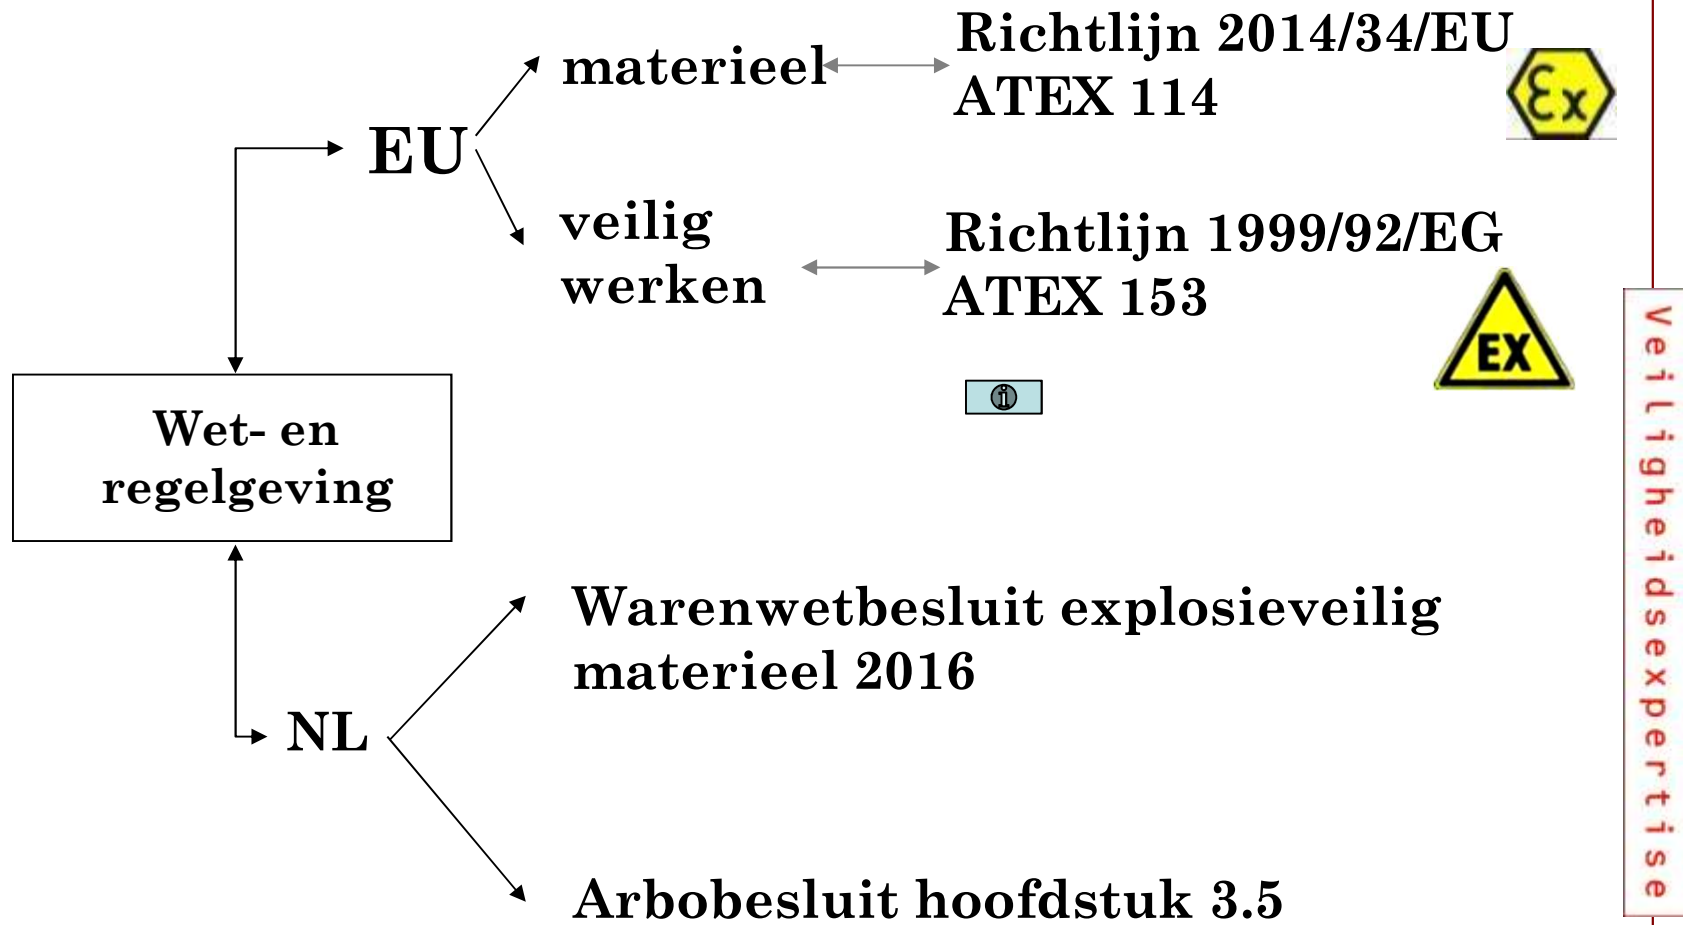 Richtlijn 2014/34/EU
materieel
ATEX 114
Ex
EU
veilig
werken
Richtlijn 1999/92/EG
ATEX 153
EX
i
Wet- en
regelgeving
Warenwetbesluit explosieveilig
materieel 2016
NL
Arbobesluit hoofdstuk 3.5
Veiligheidsexpertise